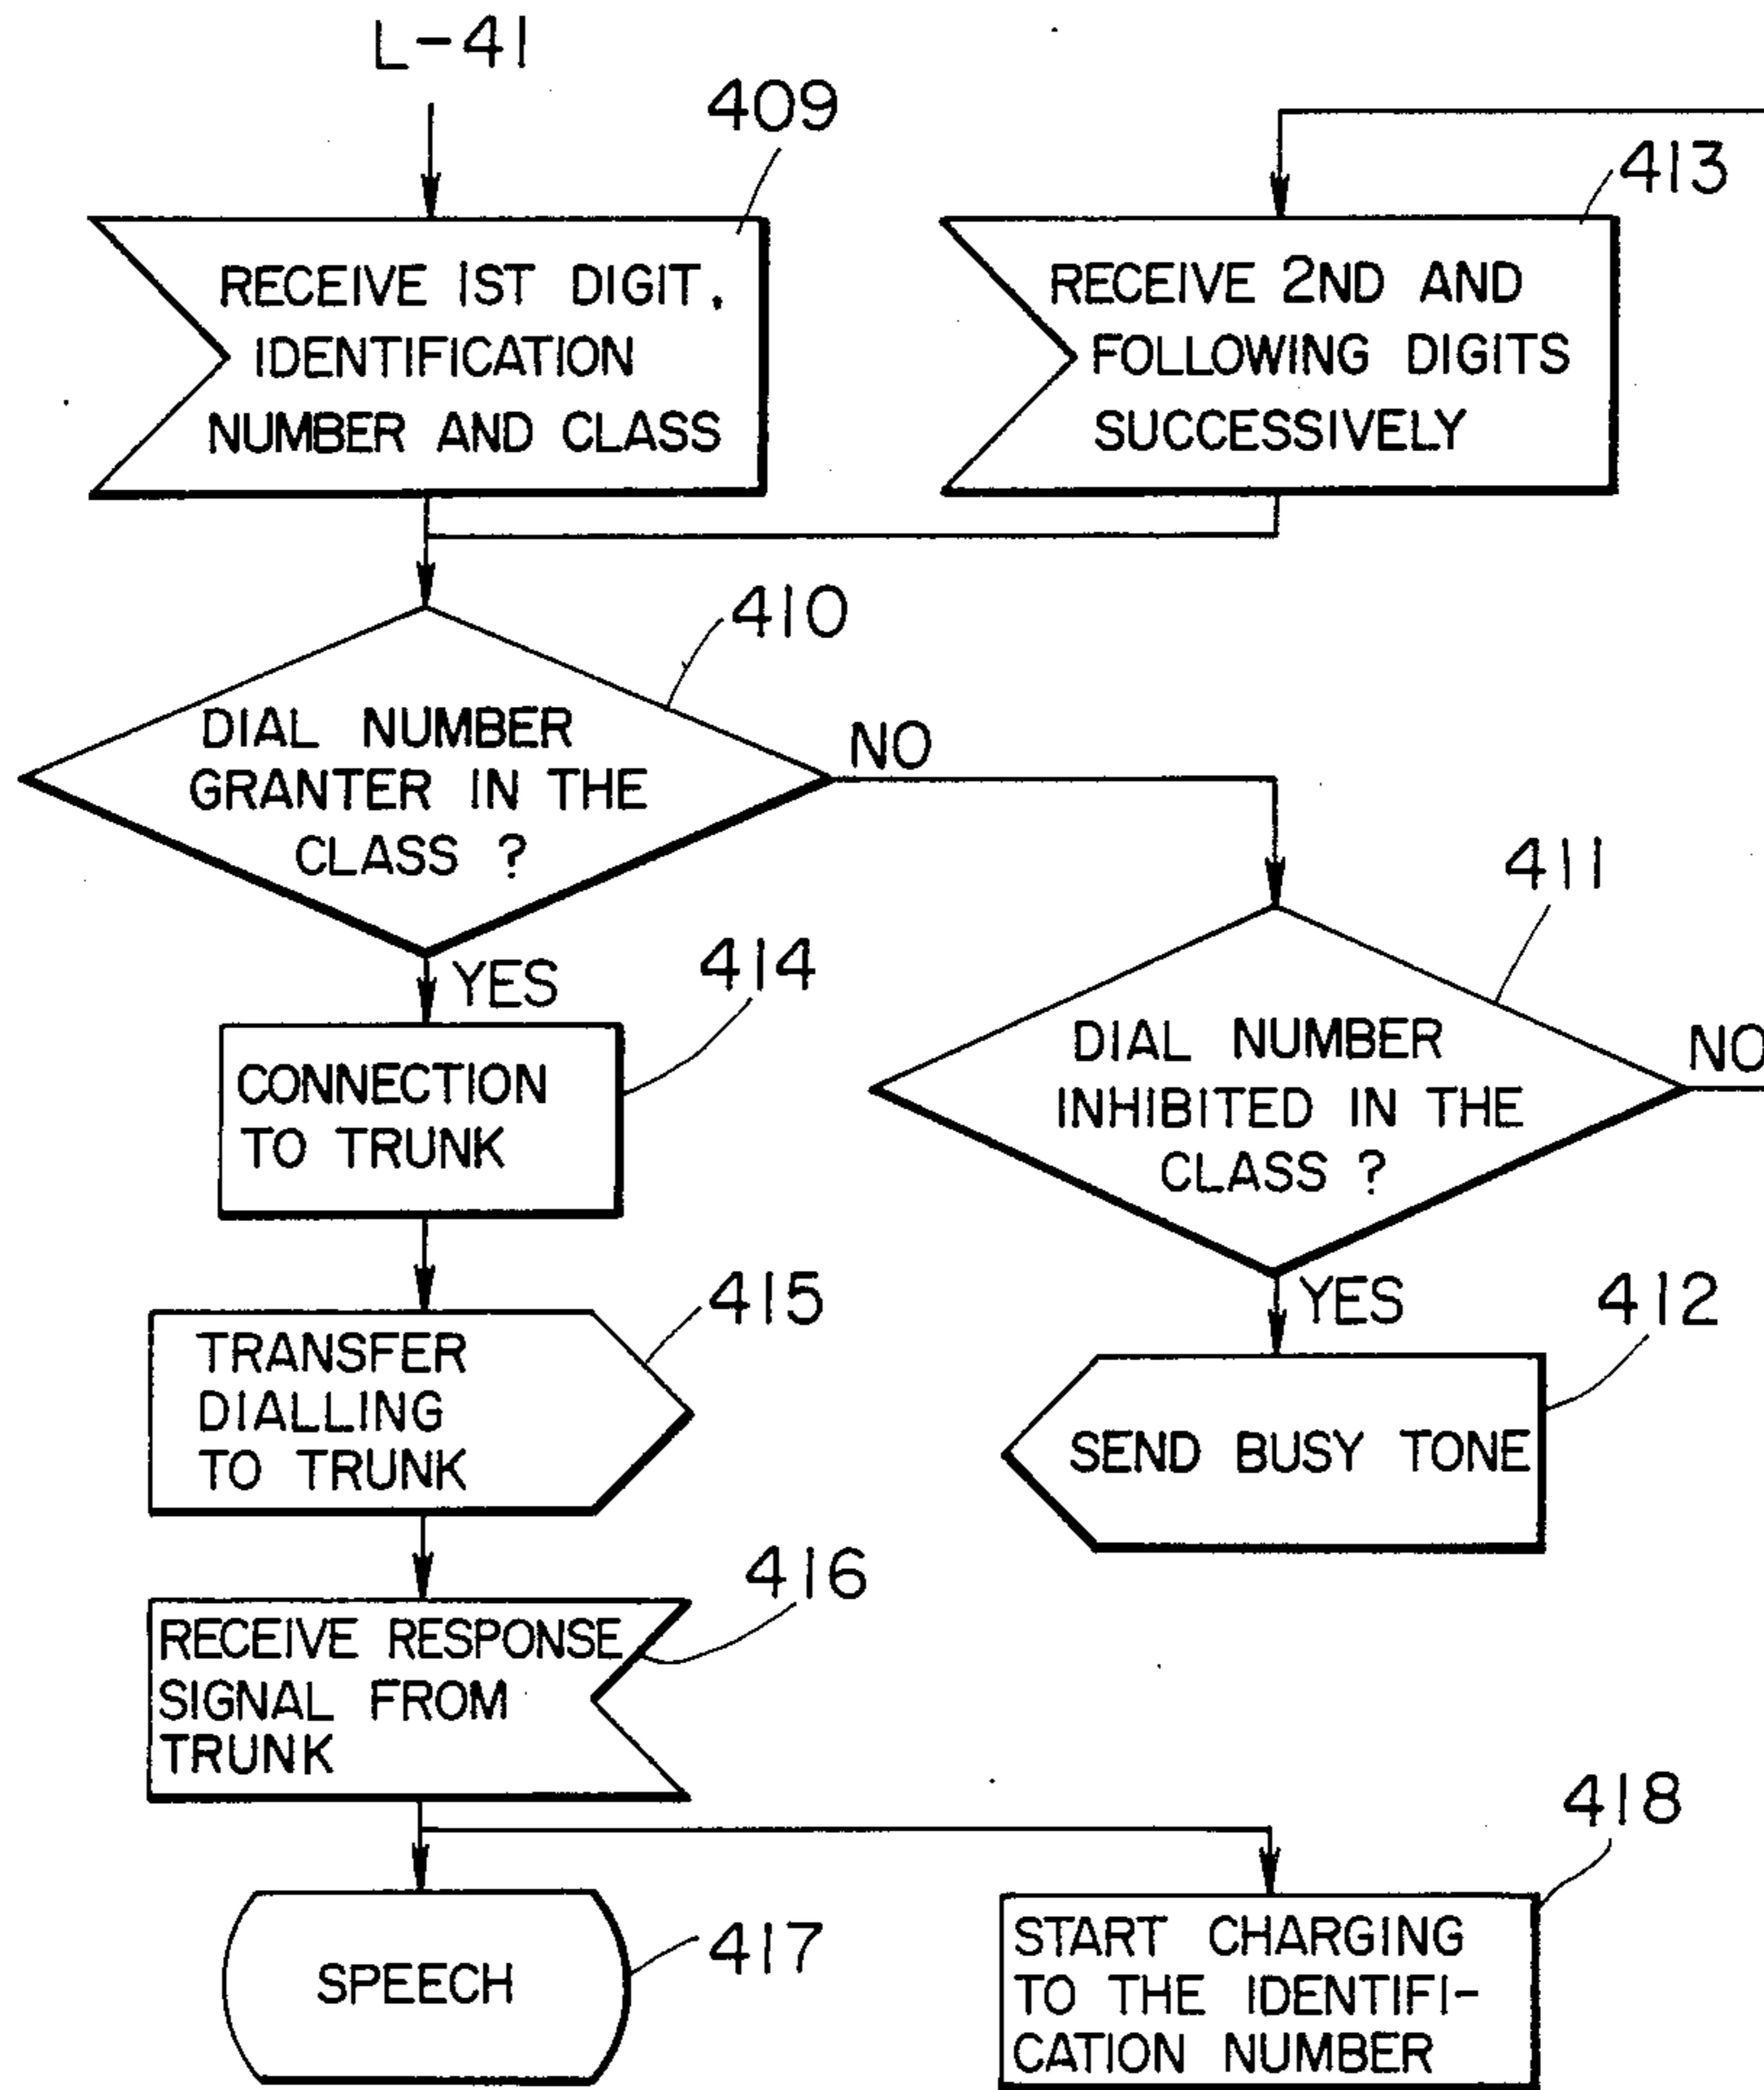 L-41
409
RECEIVE 1ST DIGIT,
IDENTIFICATION
NUMBER AND CLASS
413
RECEIVE 2ND AND
FOLLOWING DIGITS
SUCCESSIVELY
410
DIAL NUMBER
GRANTER IN THE
CLASS ?
NO
YES
411
DIAL NUMBER
INHIBITED IN THE
CLASS ?
NO
YES
414
CONNECTION
TO TRUNK
412
SEND BUSY TONE
415
TRANSFER
DIALLING
TO TRUNK
416
RECEIVE RESPONSE
SIGNAL FROM
TRUNK
417
SPEECH
418
START CHARGING
TO THE IDENTIFI-
CATION NUMBER